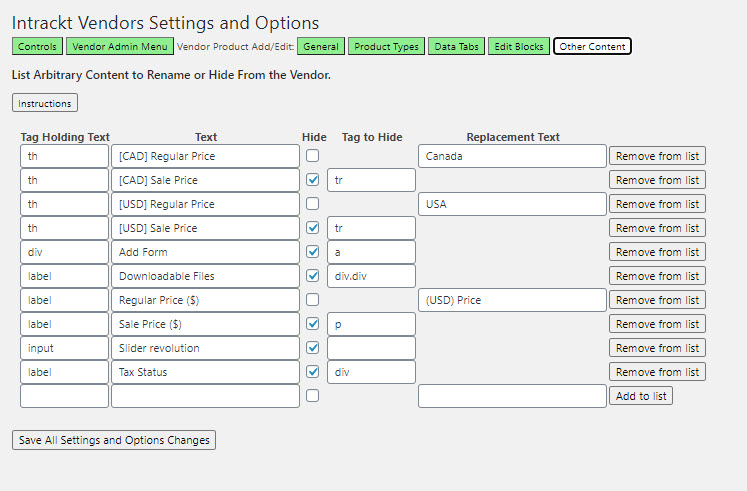 Intrackt Vendors Settings and Options
Controls Vendor Admin Menu Vendor Product Add/Edit: General Product Types Data Tabs Edit Blocks Other Content
List Arbitrary Content to Rename or Hide From the Vendor.
Instructions
Tag Holding Text Text Hide Tag to Hide Replacement Text
th [CAD] Regular Price Canada Remove from list
th [CAD] Sale Price tr Remove from list
th [USD] Regular Price USA Remove from list
th [USD] Sale Price tr Remove from list
div Add Form a Remove from list
label Downloadable Files div.div Remove from list
label Regular Price ($) (USD) Price Remove from list
label Sale Price ($) p Remove from list
input Slider revolution Remove from list
label Tax Status div Remove from list
Add to list
Save All Settings and Options Changes